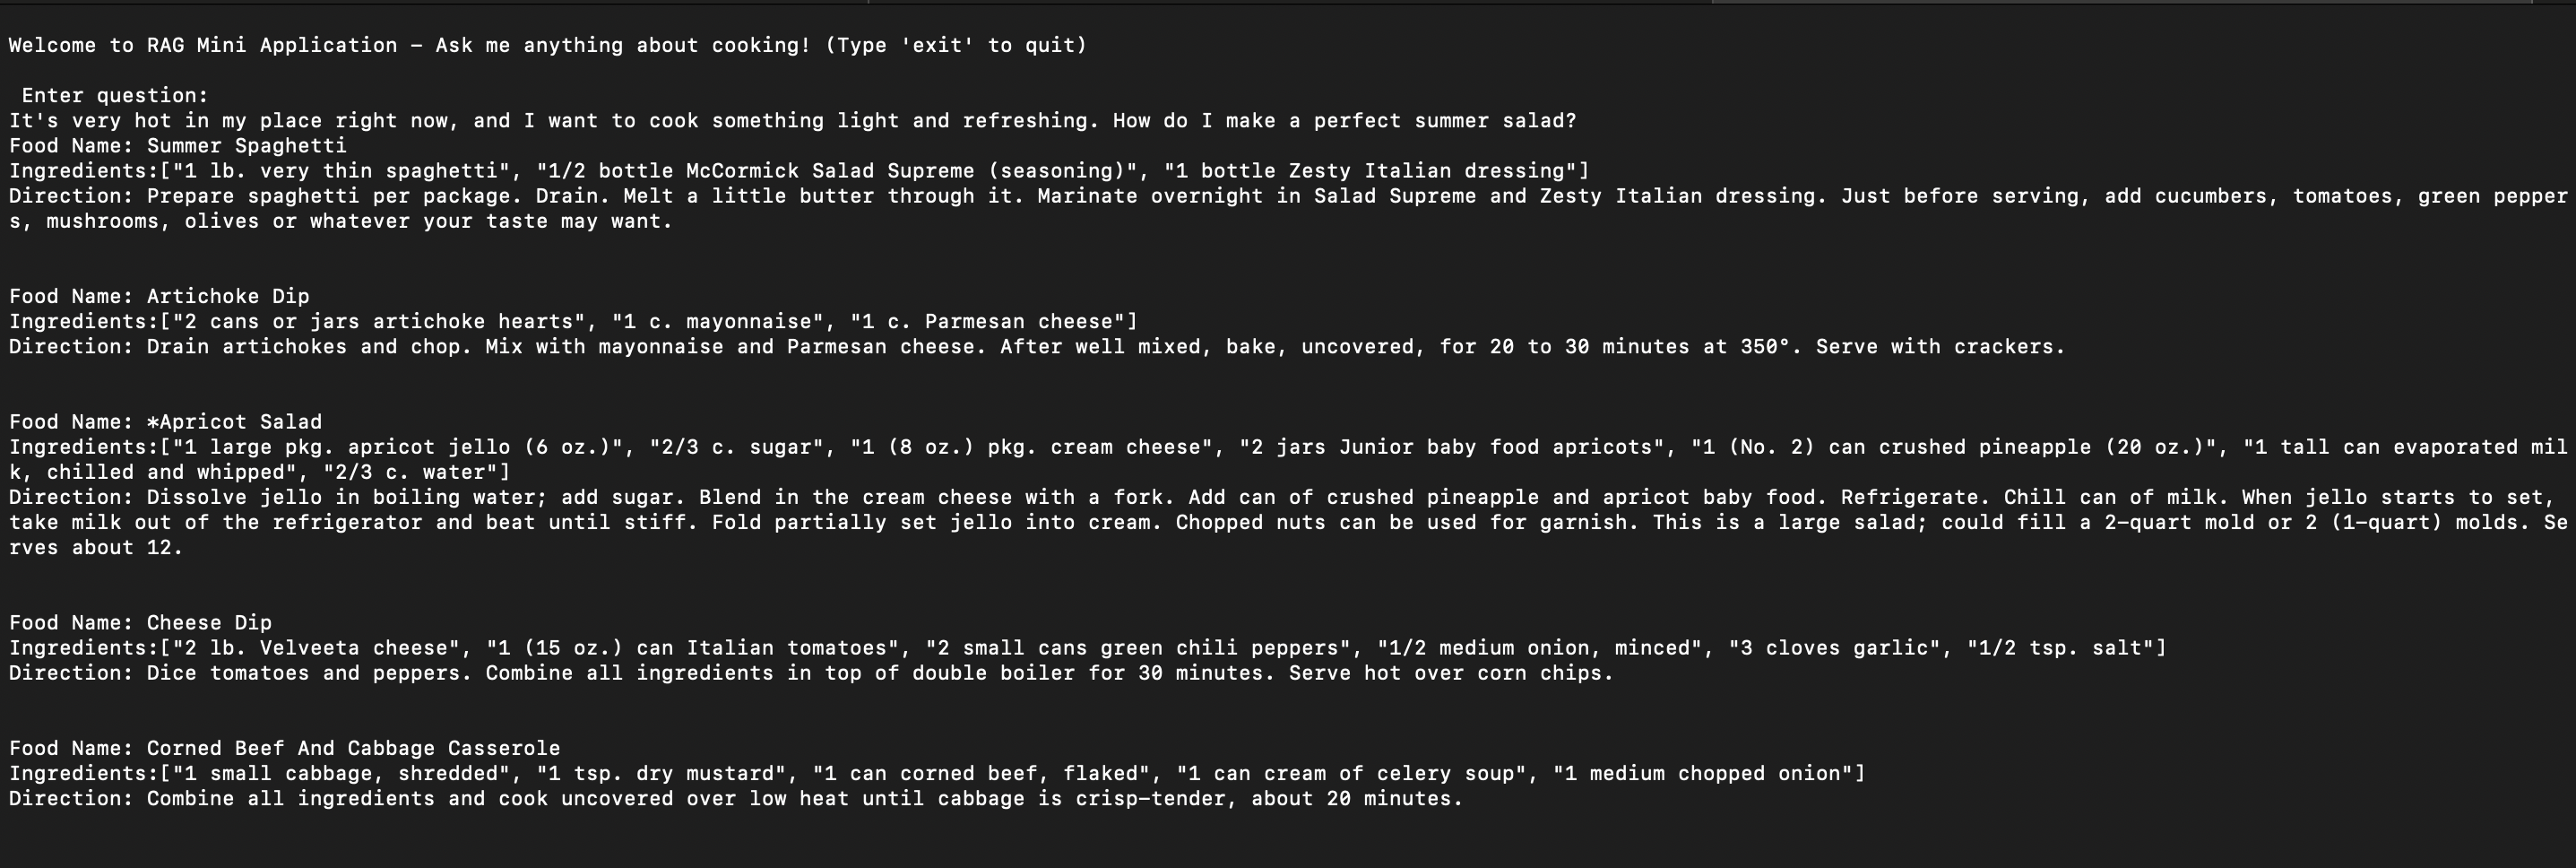 Welcome to RAG Mini Application – Ask me anything about cooking! (Type 'exit' to quit)
Enter question:
It's very hot in my place right now, and I want to cook something light and refreshing. How do I make a perfect summer salad?
Food Name: Summer Spaghetti
Ingredients:["1 lb. very thin spaghetti", "1/2 bottle McCormick Salad Supreme (seasoning)", "1 bottle Zesty Italian dressing"]
Direction: Prepare spaghetti per package. Drain. Melt a little butter through it. Marinate overnight in Salad Supreme and Zesty Italian dressing. Just before serving, add cucumbers, tomatoes, green pepper
s, mushrooms, olives or whatever your taste may want.
Food Name: Artichoke Dip
Ingredients:["2 cans or jars artichoke hearts", "1 c. mayonnaise", "1 c. Parmesan cheese"]
Direction: Drain artichokes and chop. Mix with mayonnaise and Parmesan cheese. After well mixed, bake, uncovered, for 20 to 30 minutes at 350°. Serve with crackers.
Food Name: *Apricot Salad
Ingredients:["1 large pkg. apricot jello (6 oz.)", "2/3 c. sugar", "1 (8 oz.) pkg. cream cheese", "2 jars Junior baby food apricots", "1 (No. 2) can crushed pineapple (20 oz.)", "1 tall can evaporated mil
k, chilled and whipped", "2/3 c. water"]
Direction: Dissolve jello in boiling water; add sugar. Blend in the cream cheese with a fork. Add can of crushed pineapple and apricot baby food. Refrigerate. Chill can of milk. When jello starts to set,
take milk out of the refrigerator and beat until stiff. Fold partially set jello into cream. Chopped nuts can be used for garnish. This is a large salad; could fill a 2-quart mold or 2 (1-quart) molds. Se
rves about 12.
Food Name: Cheese Dip
Ingredients:["2 lb. Velveeta cheese", "1 (15 oz.) can Italian tomatoes", "2 small cans green chili peppers", "1/2 medium onion, minced", "3 cloves garlic", "1/2 tsp. salt"]
Direction: Dice tomatoes and peppers. Combine all ingredients in top of double boiler for 30 minutes. Serve hot over corn chips.
Food Name: Corned Beef And Cabbage Casserole
Ingredients:["1 small cabbage, shredded", "1 tsp. dry mustard", "1 can corned beef, flaked", "1 can cream of celery soup", "1 medium chopped onion"]
Direction: Combine all ingredients and cook uncovered over low heat until cabbage is crisp-tender, about 20 minutes.